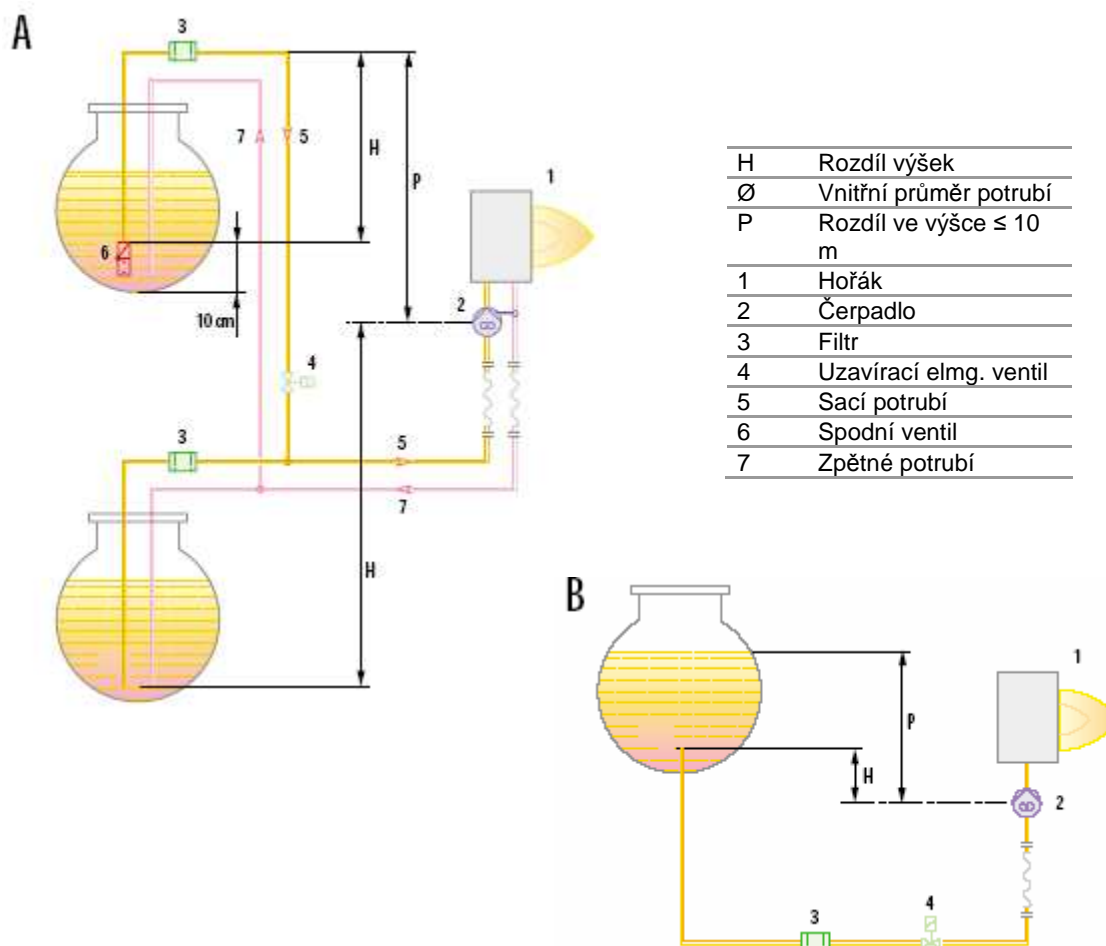 A
3
7
5
H
P
1
6
10 cm
2
4
3
5
7
H
H Rozdíl výšek
Ø Vnitřní průměr potrubí
P Rozdíl ve výšce ≤ 10
m
1 Hořák
2 Čerpadlo
3 Filtr
4 Uzavírací elmg. ventil
5 Sací potrubí
6 Spodní ventil
7 Zpětné potrubí
B
1
P
H
2
3
4